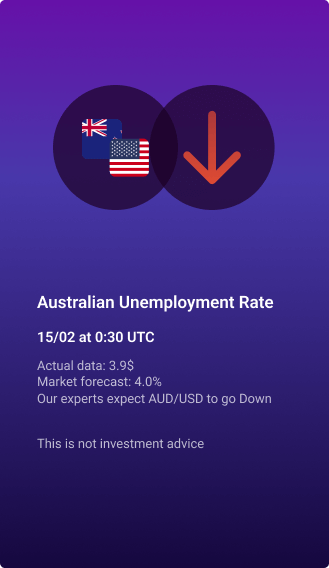 Australian Unemployment Rate
15/02 at 0:30 UTC
Actual data: 3.9$
Market forecast: 4.0%
Our experts expect AUD/USD to go Down
This is not investment advice